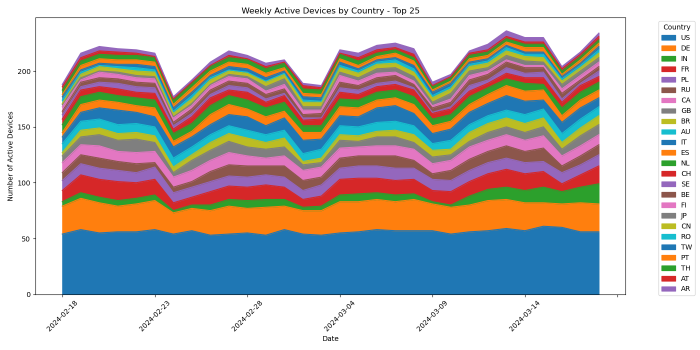 Weekly Active Devices by Country - Top 25
Number of Active Devices
200
150
100
50
0
2024-02-18
2024-02-23
2024-02-28
2024-03-04
2024-03-09
2024-03-14
Date
Country
US
DE
IN
FR
PL
RU
CA
GB
BR
AU
IT
ES
NL
CH
SE
BE
FI
JP
CN
RO
TW
PT
TH
AT
AR